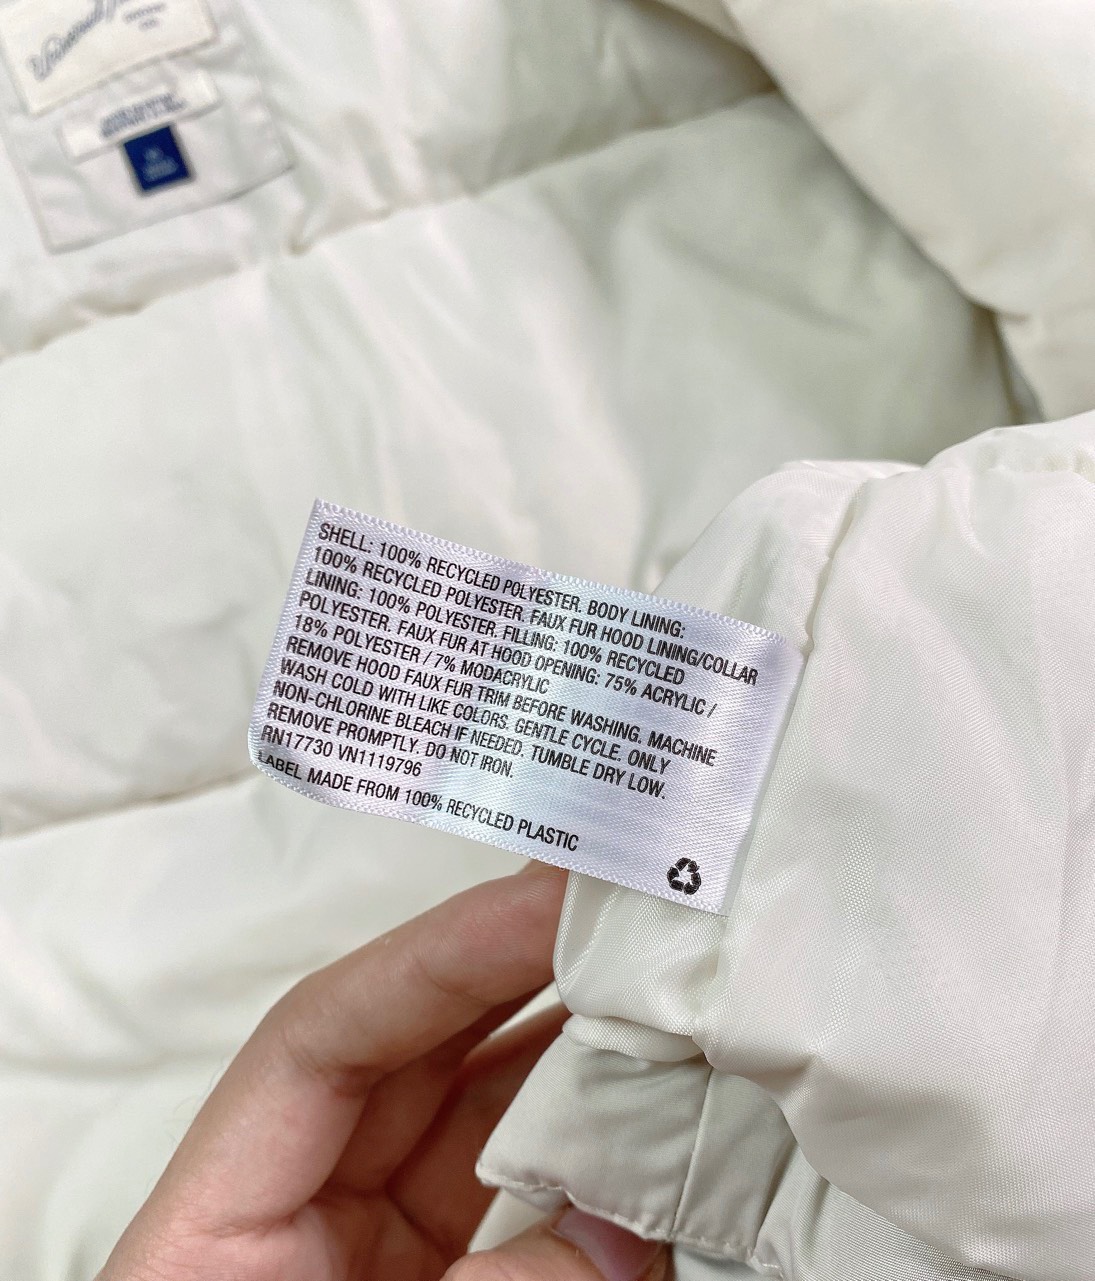 SHELL: 100% RECYCLED POLYESTER. BODY LINING:
100% RECYCLED POLYESTER. FAUX FUR HOOD LINING/COLLAR
LINING: 100% POLYESTER. FILLING: 100% RECYCLED
POLYESTER. FAUX FUR AT HOOD OPENING: 75% ACRYLIC /
18% POLYESTER / 7% MODACRYLIC
REMOVE HOOD FAUX FUR TRIM BEFORE WASHING. MACHINE
WASH COLD WITH LIKE COLORS. GENTLE CYCLE. ONLY
NON-CHLORINE BLEACH IF NEEDED. TUMBLE DRY LOW.
REMOVE PROMPTLY. DO NOT IRON.
RN17730 VN1119796
LABEL MADE FROM 100% RECYCLED PLASTIC